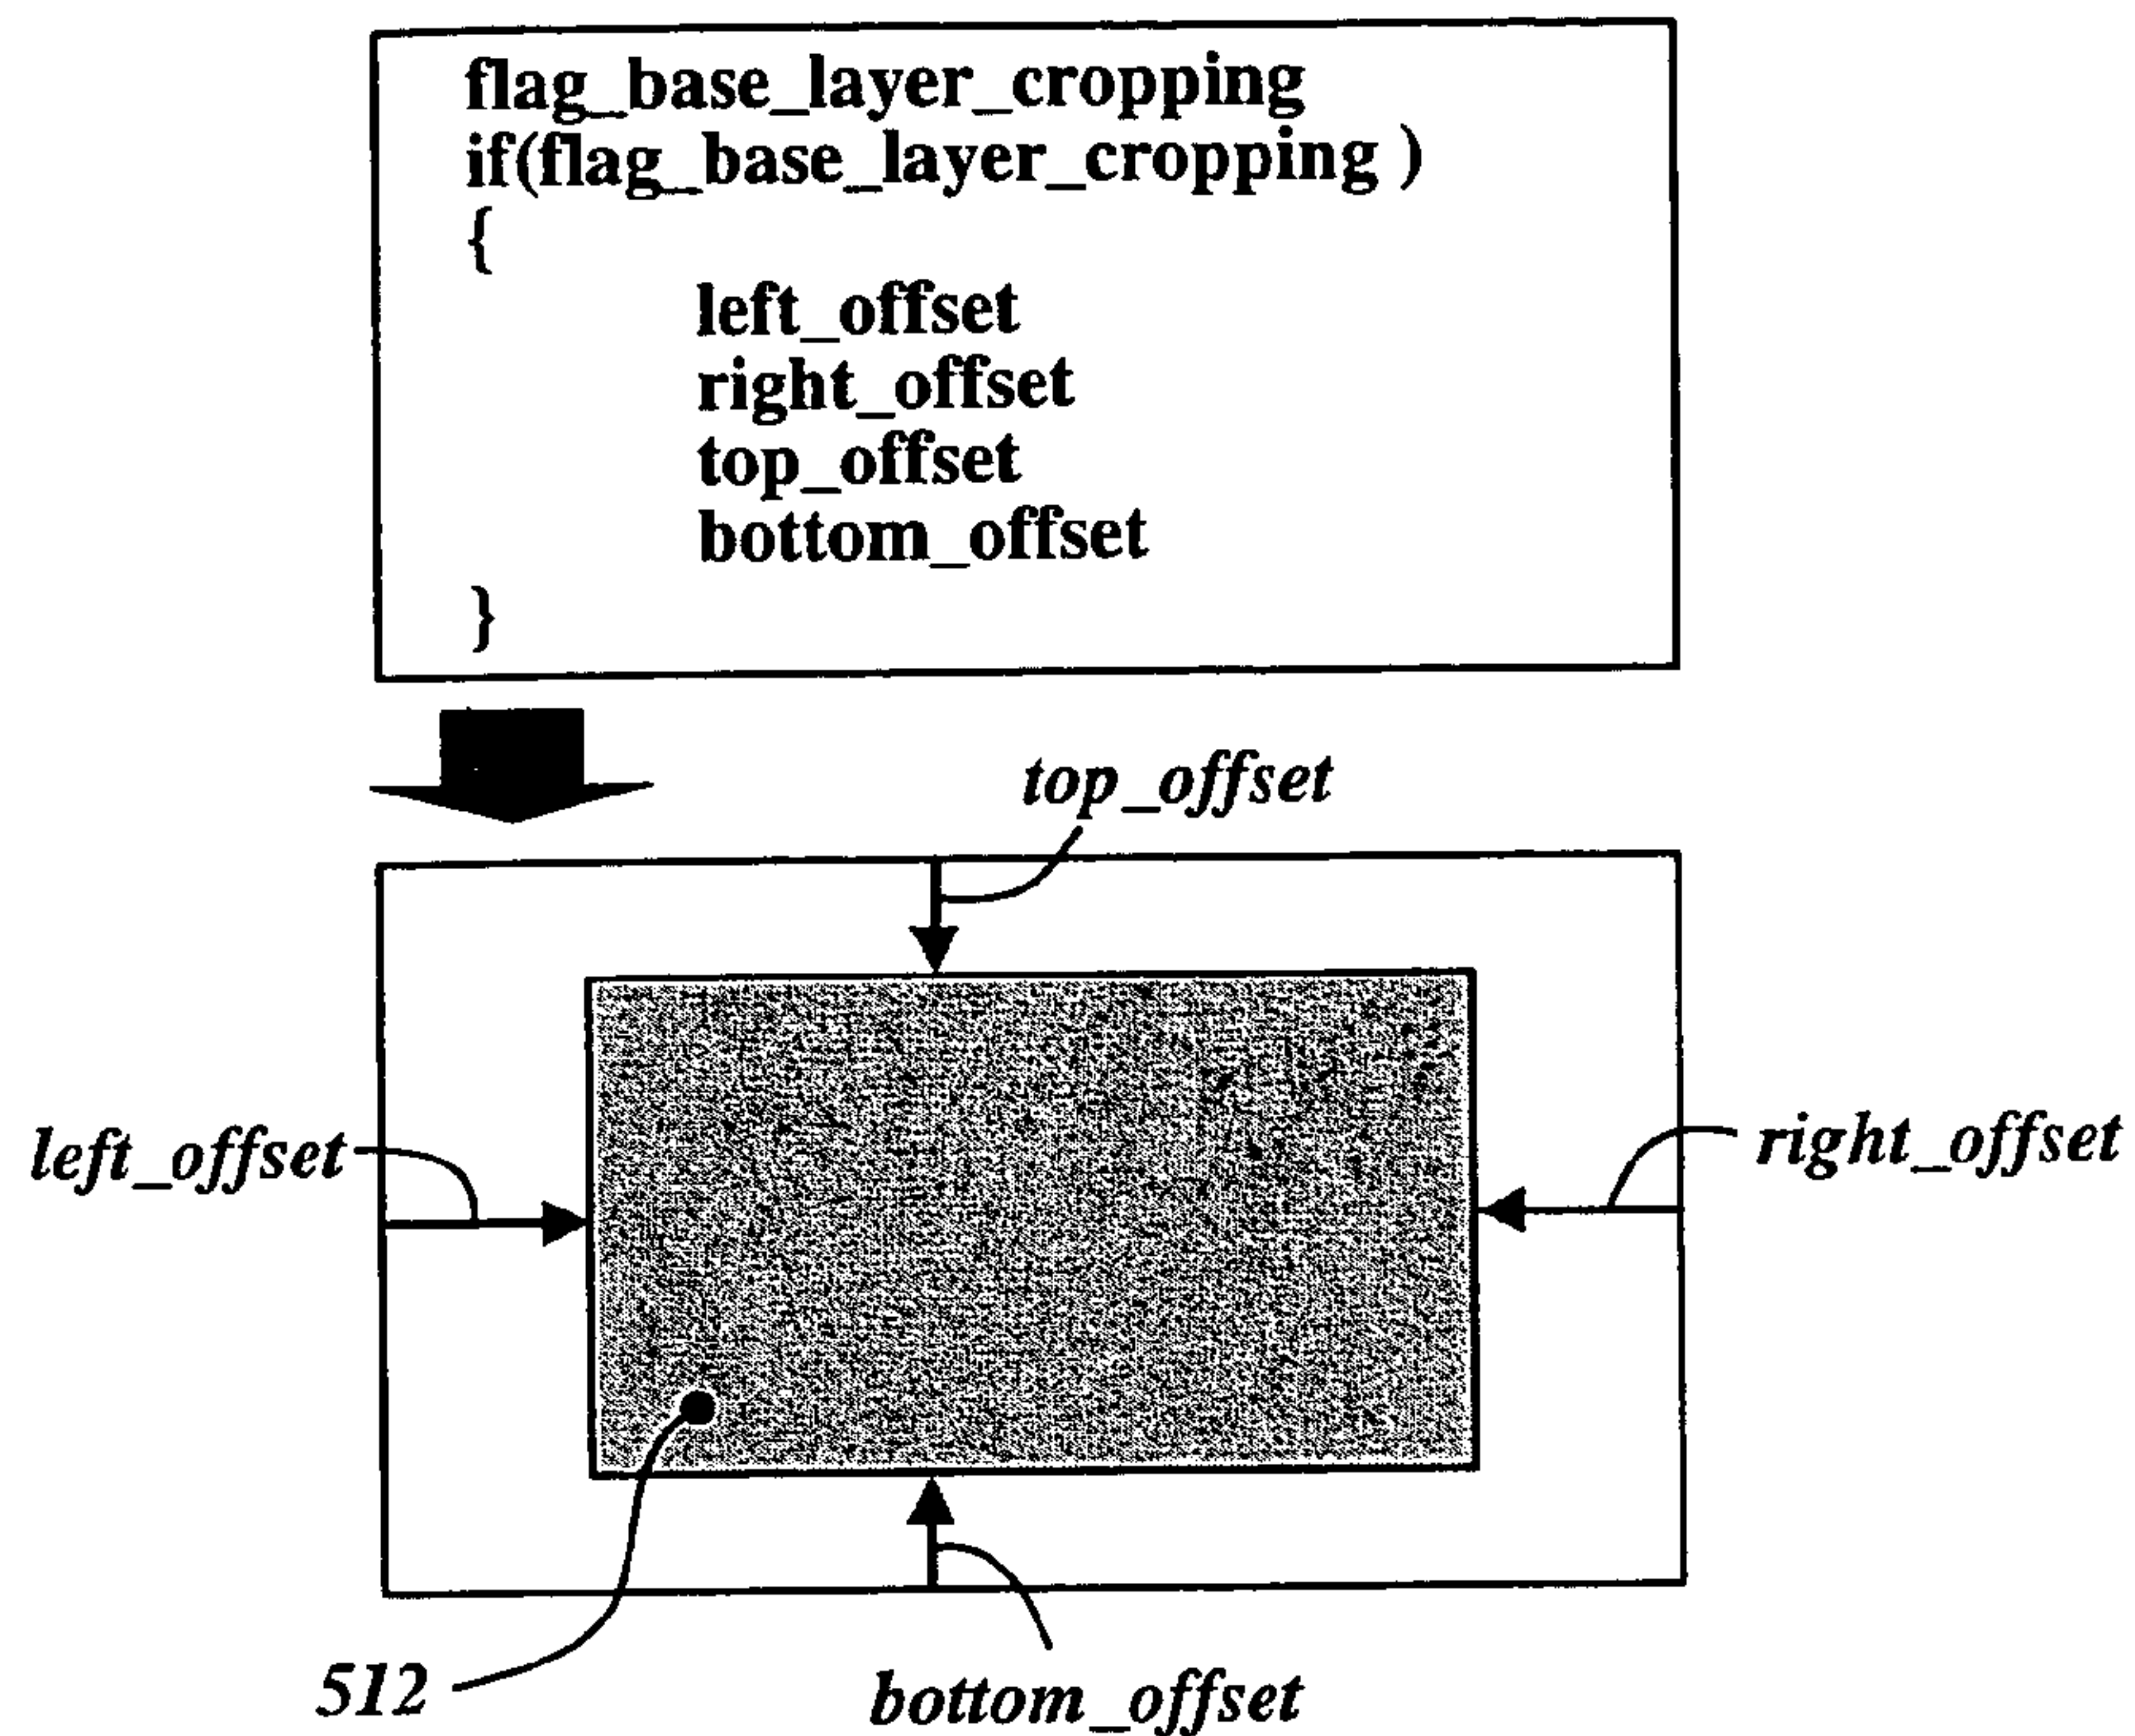 flag_base_layer_cropping
if(flag_base_layer_cropping )
{
left_offset
right_offset
top_offset
bottom_offset
}
top_offset
left_offset
right_offset
512
bottom_offset